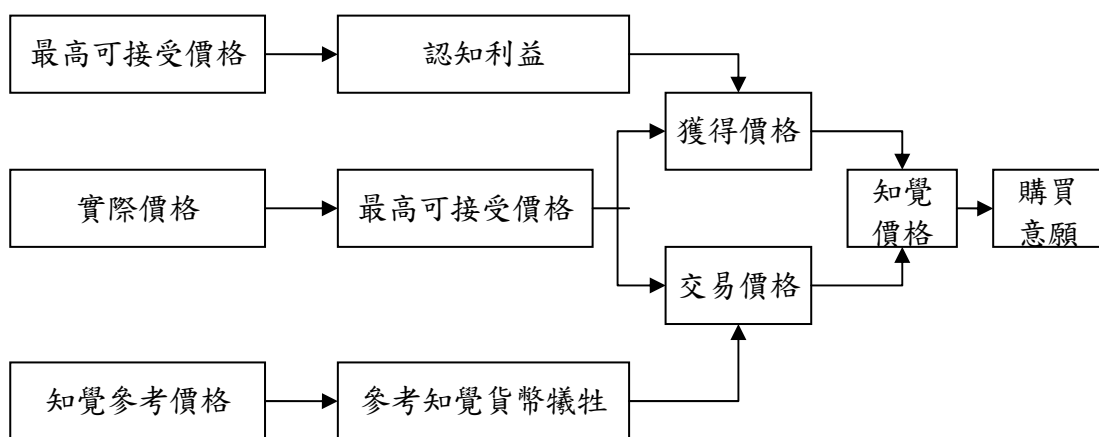 最高可接受價格
認知利益
獲得價格
實際價格
最高可接受價格
知覺
價格
購買
意願
交易價格
知覺參考價格
參考知覺貨幣犧牲